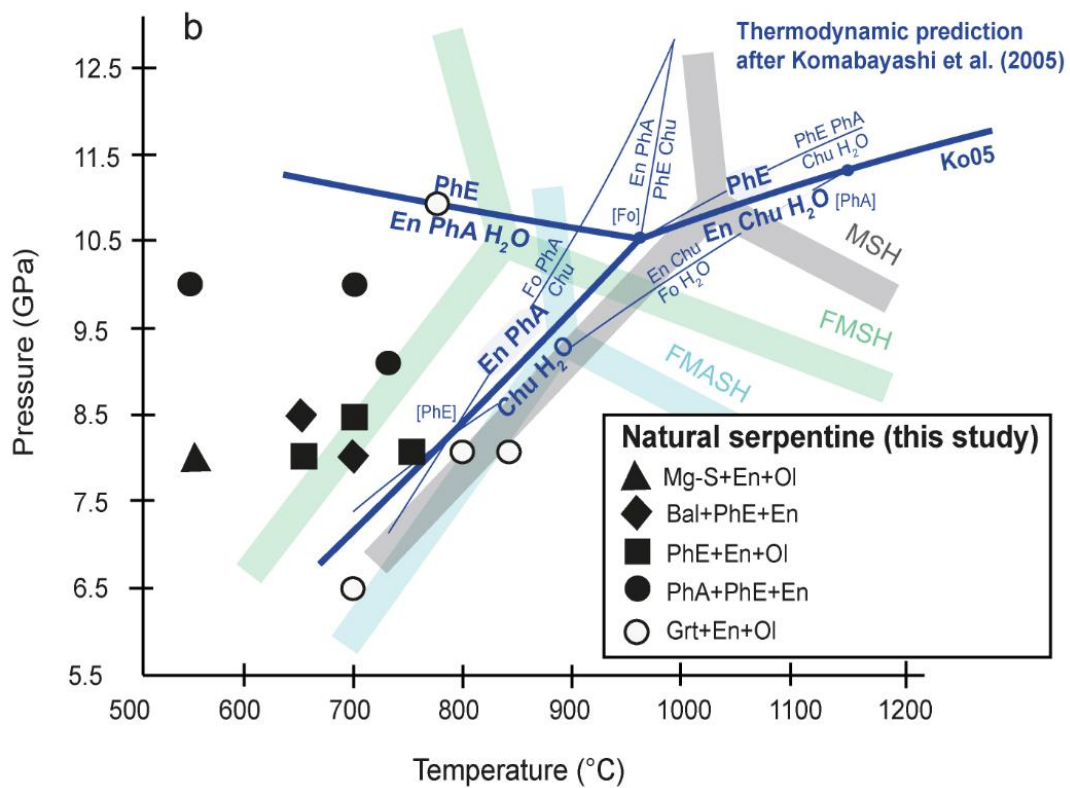 b
Thermodynamic prediction
after Komabayashi et al. (2005)
12.5
11.5
10.5
9.5
8.5
7.5
6.5
5.5
Pressure (GPa)
PhE
En PhA H₂O
En PhA
PhE Chu
[Fo]
Fo PhA
Chu
PhE PhA
Chu H₂O
PhE
Ko05
En Chu H₂O
[PhA]
En Chu
Fo H₂O
MSH
FMSH
FMASH
En PhA
Chu H₂O
[PhE]
Natural serpentine (this study)
Mg-S+En+Ol
Bal+PhE+En
PhE+En+Ol
PhA+PhE+En
Grt+En+Ol
500 600 700 800 900 1000 1100 1200
Temperature (°C)